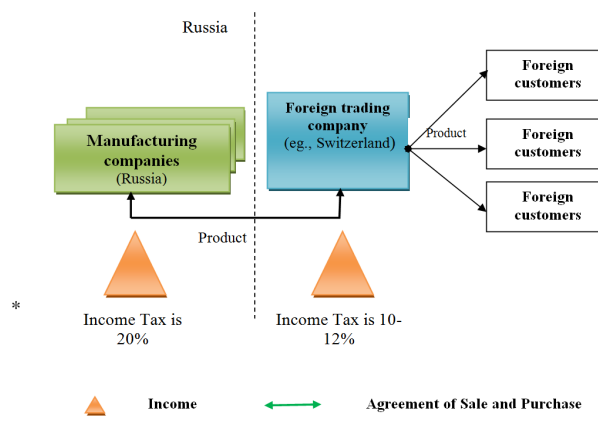 Russia
Manufacturing
companies
(Russia)
Foreign trading
company
(eg., Switzerland)
Foreign
customers
Product
Foreign
customers
Foreign
customers
Product
*
Income Tax is
20%
Income Tax is 10-
12%
Income
Agreement of Sale and Purchase